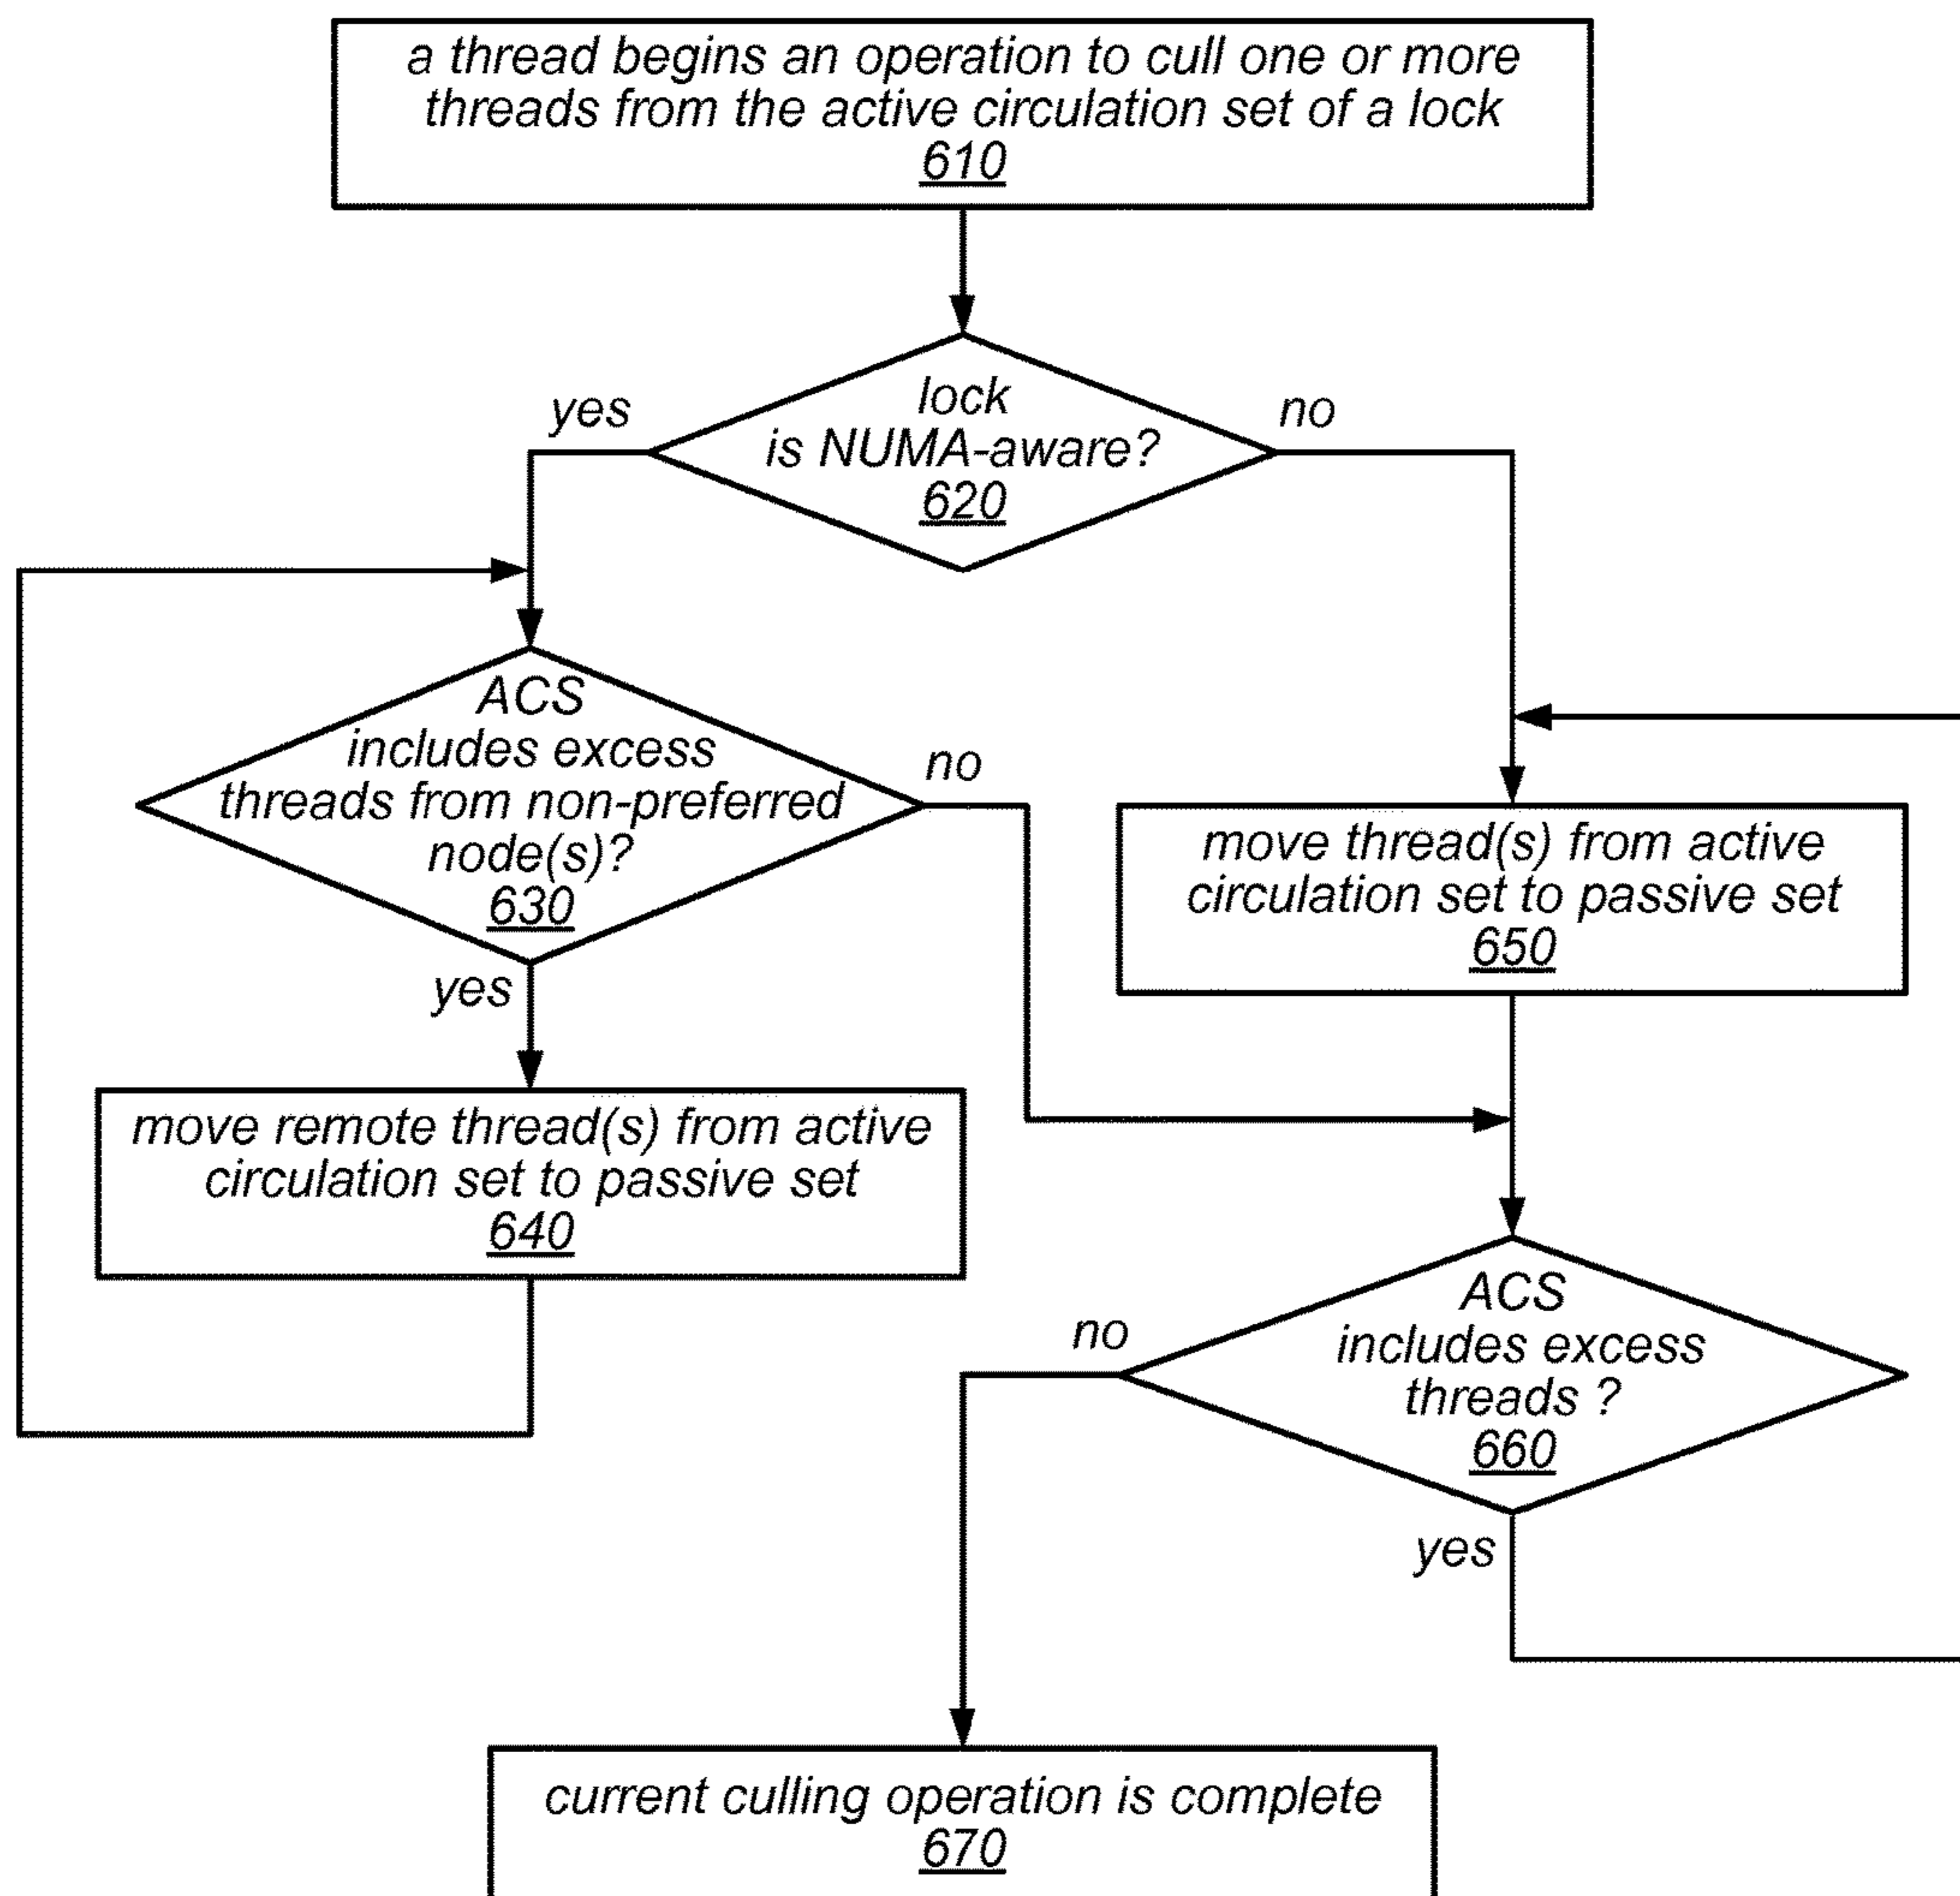 a thread begins an operation to cull one or more
threads from the active circulation set of a lock
610
lock
is NUMA-aware?
620
yes
no
ACS
includes excess
threads from non-preferred
node(s)?
630
no
yes
move thread(s) from active
circulation set to passive set
650
move remote thread(s) from active
circulation set to passive set
640
ACS
includes excess
threads ?
660
no
yes
current culling operation is complete
670